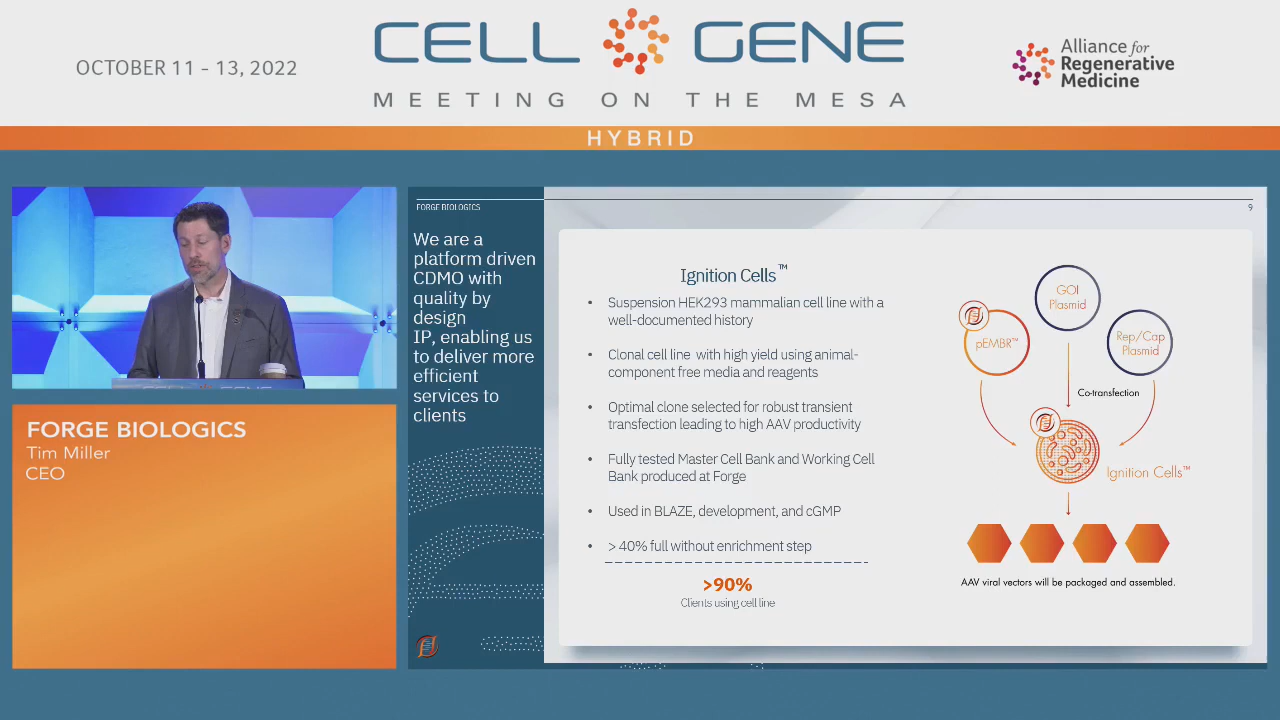 OCTOBER 11 - 13, 2022
CELL GENE
MEETING ON THE MESA
Alliance for
Regenerative
Medicine
HYBRID
FORGE BIOLOGICS
Tim Miller
CEO
FORGE BIOLOGICS
9
We are a
platform driven
CDMO with
quality by
design
IP, enabling us
to deliver more
efficient
services to
clients
Ignition Cells™
• Suspension HEK293 mammalian cell line with a
well-documented history
• Clonal cell line with high yield using animal-
component free media and reagents
• Optimal clone selected for robust transient
transfection leading to high AAV productivity
• Fully tested Master Cell Bank and Working Cell
Bank produced at Forge
• Used in BLAZE, development, and cGMP
• > 40% full without enrichment step
>90%
Clients using cell line
GOI
Plasmid
pEMBR™
Rep/Cap
Plasmid
Co-transfection
Ignition Cells™
AAV viral vectors will be packaged and assembled.